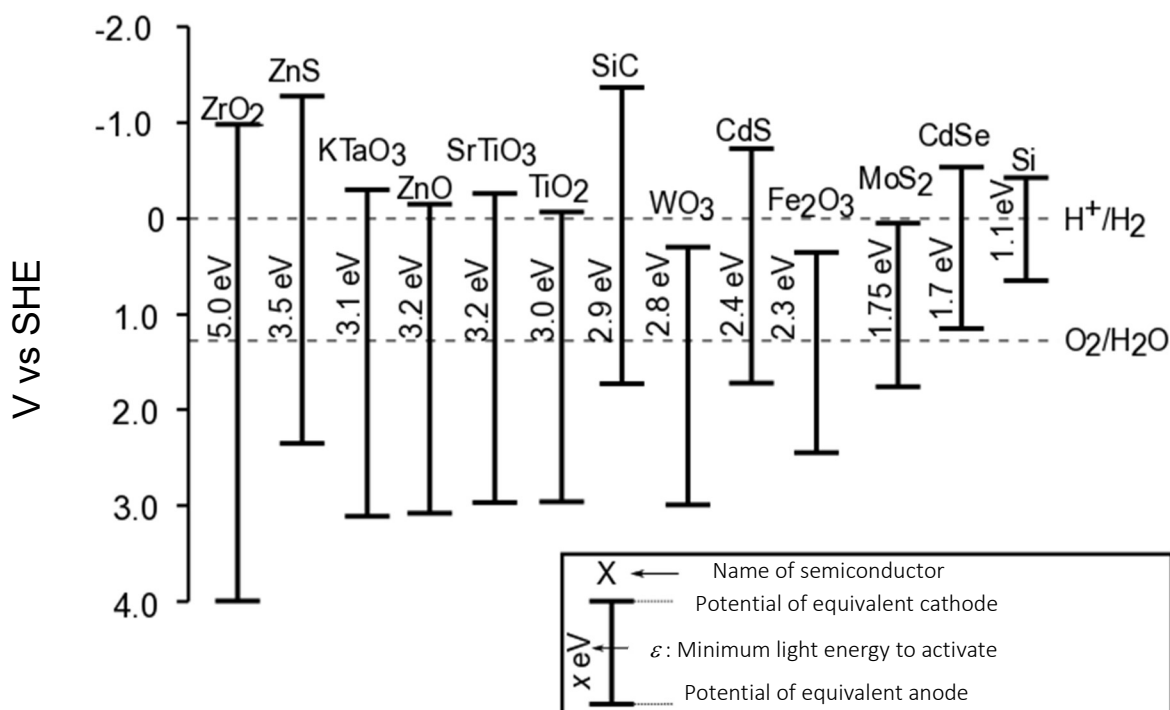 -2.0
-1.0
0
1.0
2.0
3.0
4.0
V vs SHE
ZrO2
5.0 eV
ZnS
3.5 eV
KTaO3
3.1 eV
ZnO
3.2 eV
SrTiO3
3.2 eV
TiO2
3.0 eV
SiC
2.9 eV
WO3
2.8 eV
CdS
2.4 eV
Fe2O3
2.3 eV
MoS2
1.75 eV
CdSe
1.7 eV
Si
1.1 eV
H+/H2
O2/H2O
X Name of semiconductor
Potential of equivalent cathode
x eV ε : Minimum light energy to activate
Potential of equivalent anode